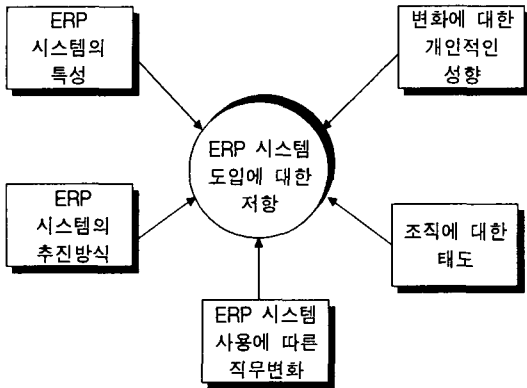 ERP
시스템의
특성
변화에 대한
개인적인
성향
ERP 시스템
도입에 대한
저항
ERP
시스템의
추진방식
조직에 대한
태도
ERP 시스템
사용에 따른
직무변화